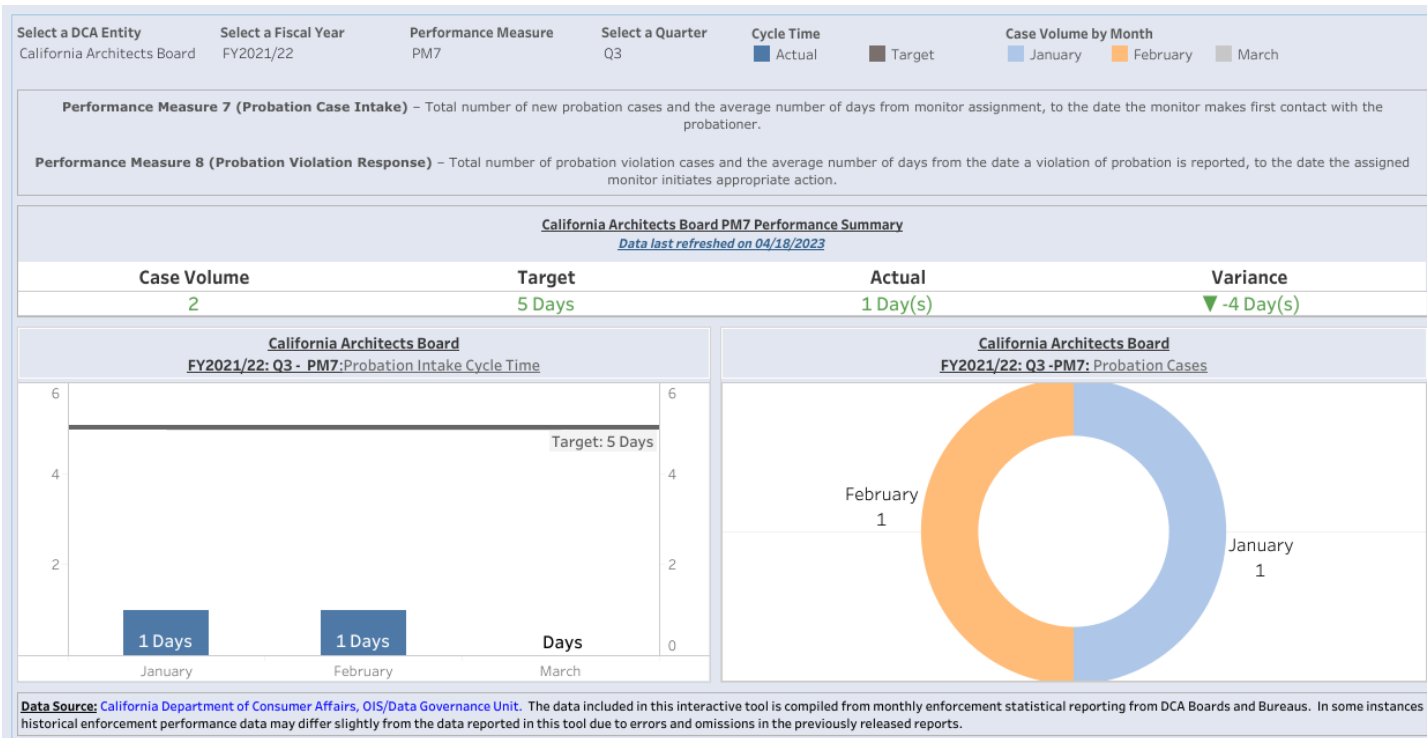 Select a DCA Entity
Select a Fiscal Year
Performance Measure
Select a Quarter
Cycle Time
Case Volume by Month
California Architects Board
FY2021/22
PM7
Q3
Actual
Target
January
February
March
Performance Measure 7 (Probation Case Intake) – Total number of new probation cases and the average number of days from monitor assignment, to the date the monitor makes first contact with the
probationer.
Performance Measure 8 (Probation Violation Response) – Total number of probation violation cases and the average number of days from the date a violation of probation is reported, to the date the assigned
monitor initiates appropriate action.
California Architects Board PM7 Performance Summary
Data last refreshed on 04/18/2023
Case Volume
Target
Actual
Variance
2
5 Days
1 Day(s)
▼ -4 Day(s)
California Architects Board
FY2021/22: Q3 - PM7:Probation Intake Cycle Time
6
4
2
6
4
2
0
Target: 5 Days
1 Days
1 Days
Days
January
February
March
California Architects Board
FY2021/22: Q3 -PM7: Probation Cases
February
1
January
1
Data Source: California Department of Consumer Affairs, OIS/Data Governance Unit. The data included in this interactive tool is compiled from monthly enforcement statistical reporting from DCA Boards and Bureaus. In some instances
historical enforcement performance data may differ slightly from the data reported in this tool due to errors and omissions in the previously released reports.